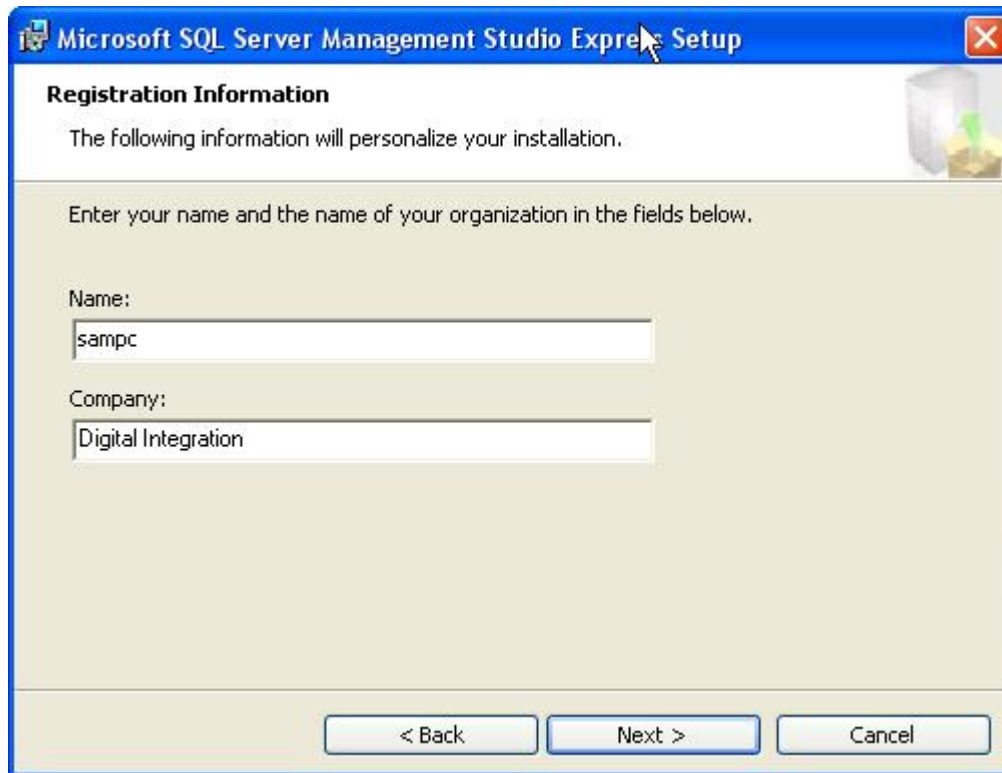 Microsoft SQL Server Management Studio Express Setup
Registration Information
The following information will personalize your installation.
Enter your name and the name of your organization in the fields below.
Name:
sampc
Company:
Digital Integration
< Back Next > Cancel